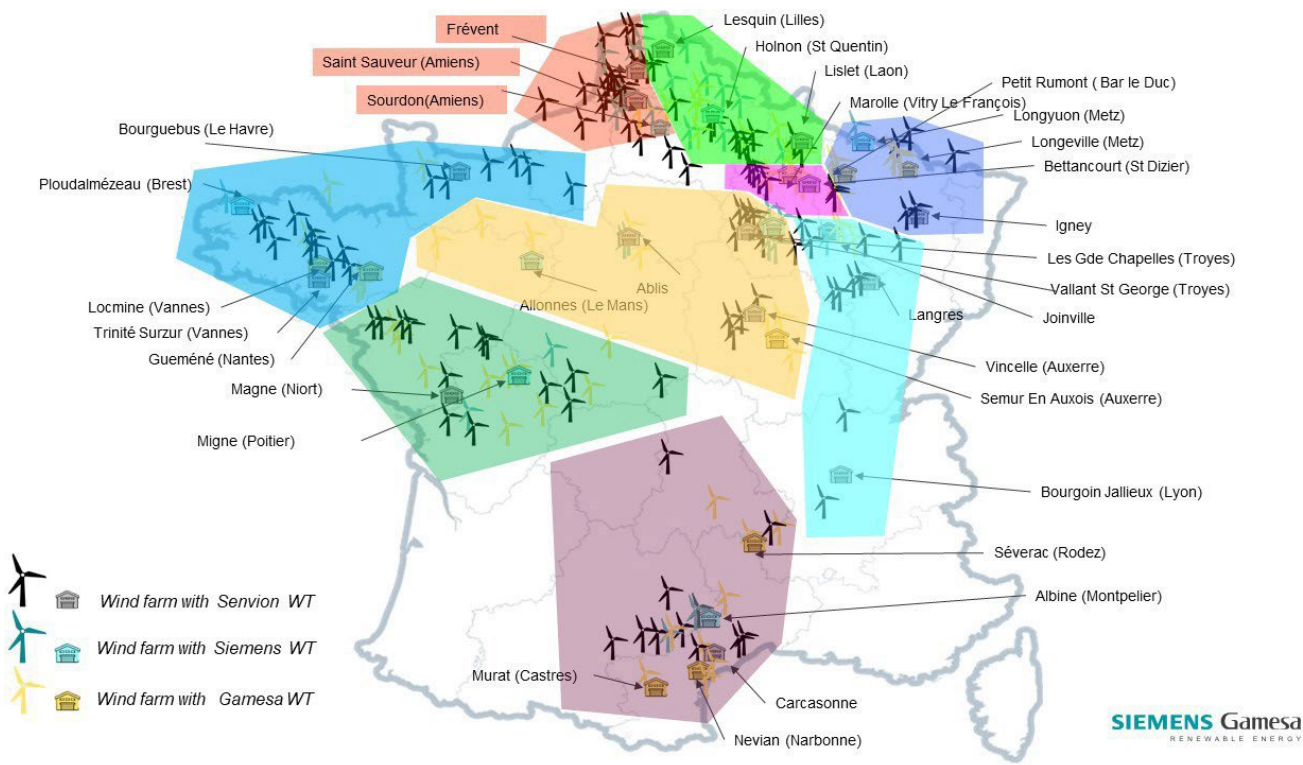 Frévent
Lesquin (Lilles)
Holnon (St Quentin)
Saint Sauveur (Amiens)
Lislet (Laon)
Petit Rumont ( Bar le Duc)
Sourdon(Amiens)
Marolle (Vitry Le François)
Longyuon (Metz)
Bourguebus (Le Havre)
Longeville (Metz)
Bettancourt (St Dizier)
Ploudalmézeau (Brest)
Igney
Les Gde Chapelles (Troyes)
Ablis
Vallant St George (Troyes)
Locmine (Vannes)
Allonnes (Le Mans)
Langres
Joinville
Trinité Surzur (Vannes)
Gueméné (Nantes)
Vincelle (Auxerre)
Magne (Niort)
Semur En Auxois (Auxerre)
Migne (Poitier)
Bourgoin Jallieux (Lyon)
Séverac (Rodez)
Wind farm with Senvion WT
Albine (Montpelier)
Wind farm with Siemens WT
Murat (Castres)
Wind farm with Gamesa WT
Carcasonne
Nevian (Narbonne)
SIEMENS Gamesa
RENEWABLE ENERGY